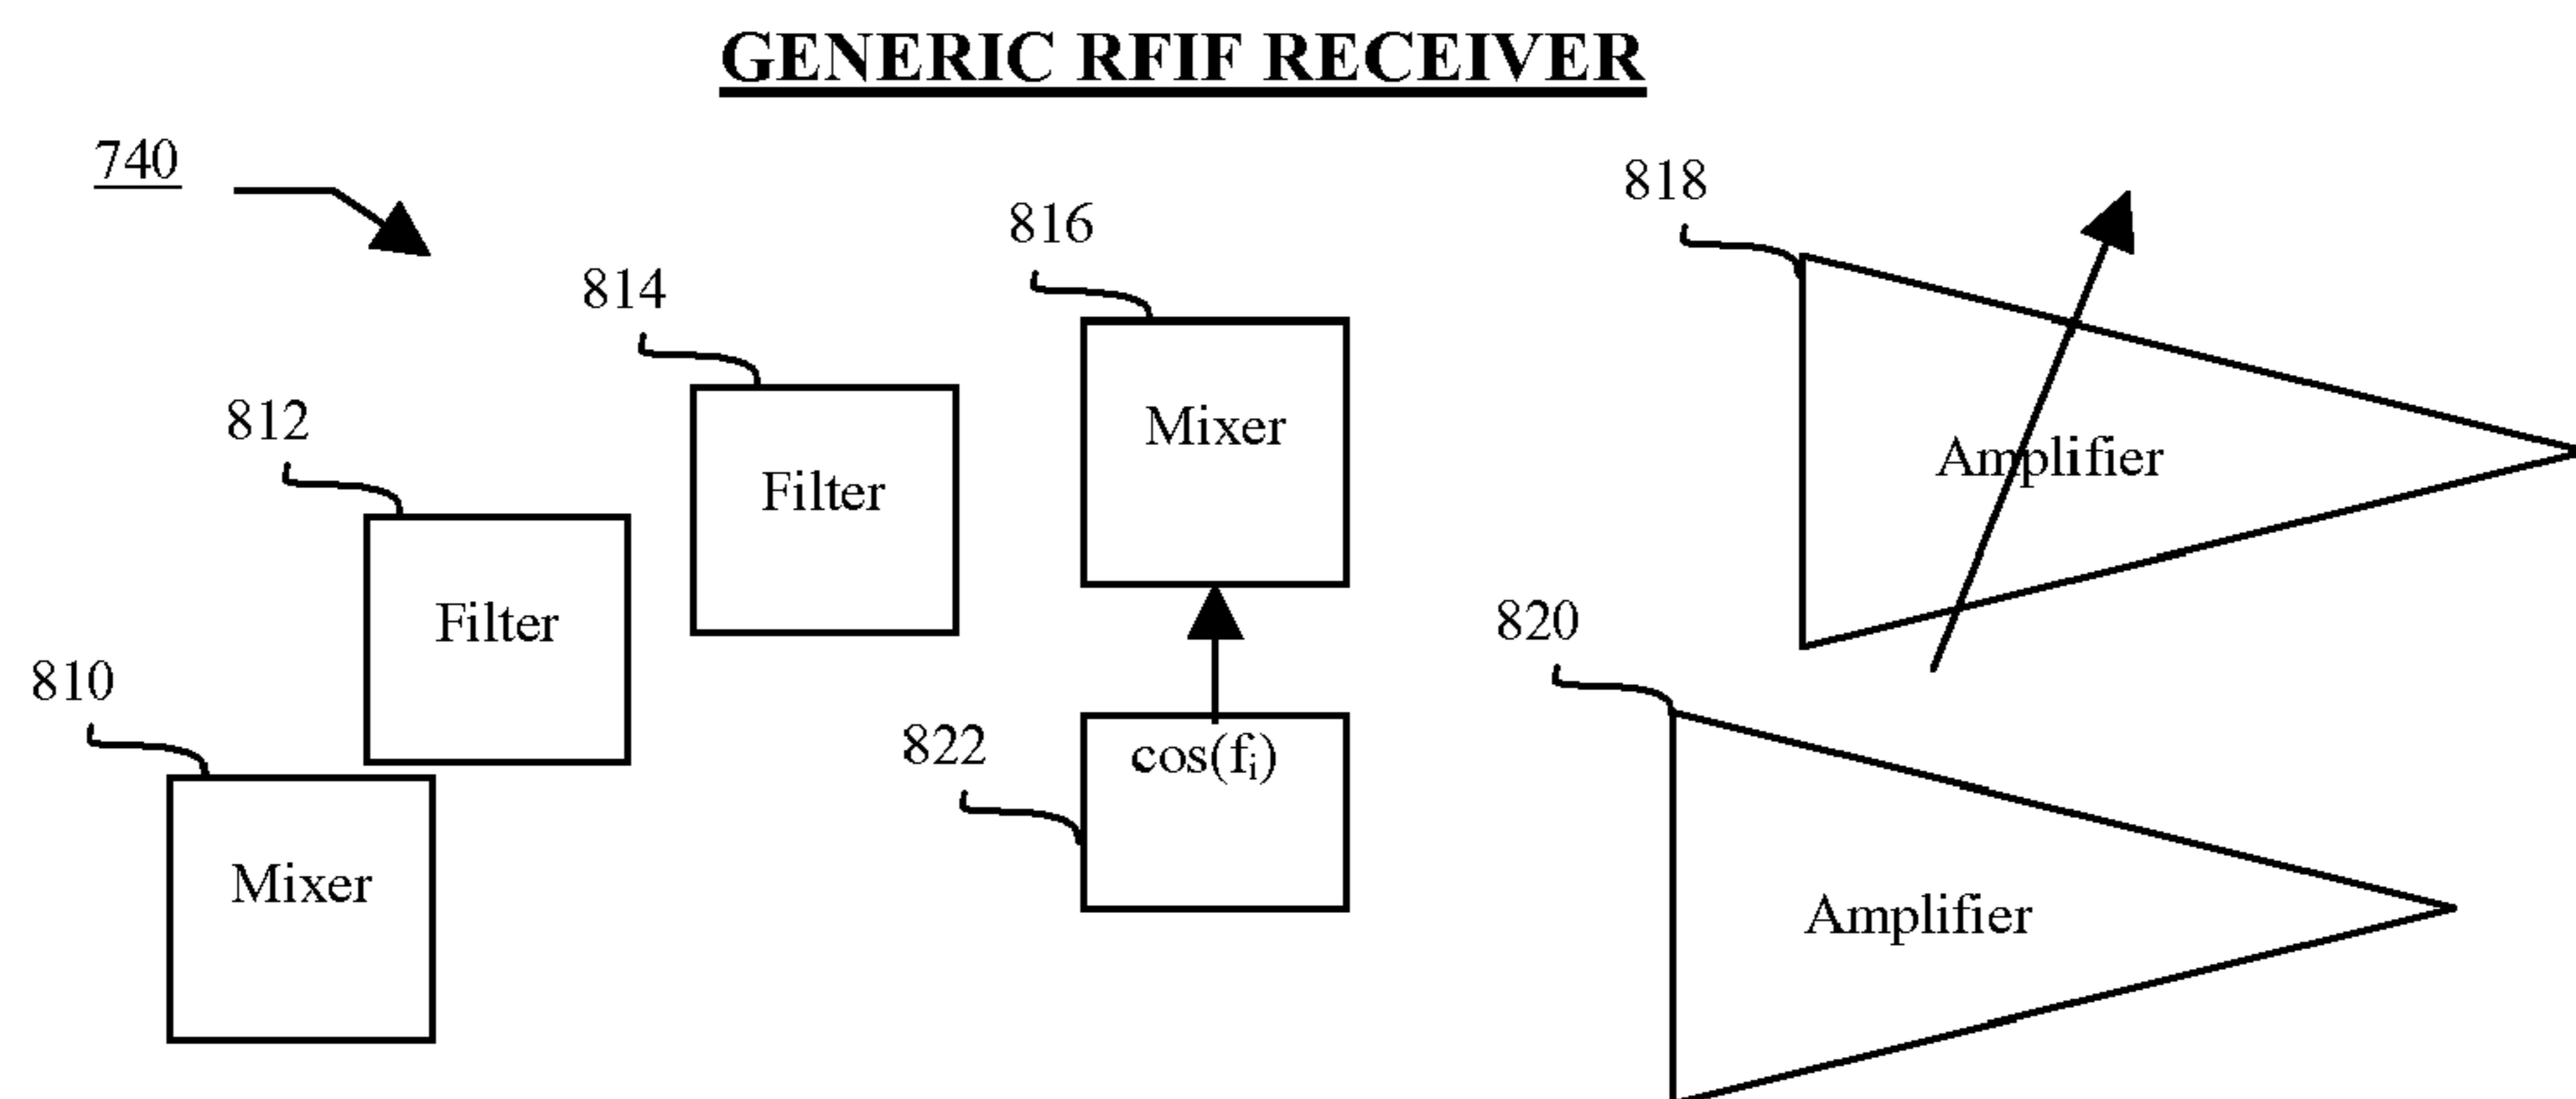 GENERIC RFIF RECEIVER
740
818
816
814
812
Mixer
Amplifier
Filter
820
Filter
810
822
cos(fᵢ)
Mixer
Amplifier